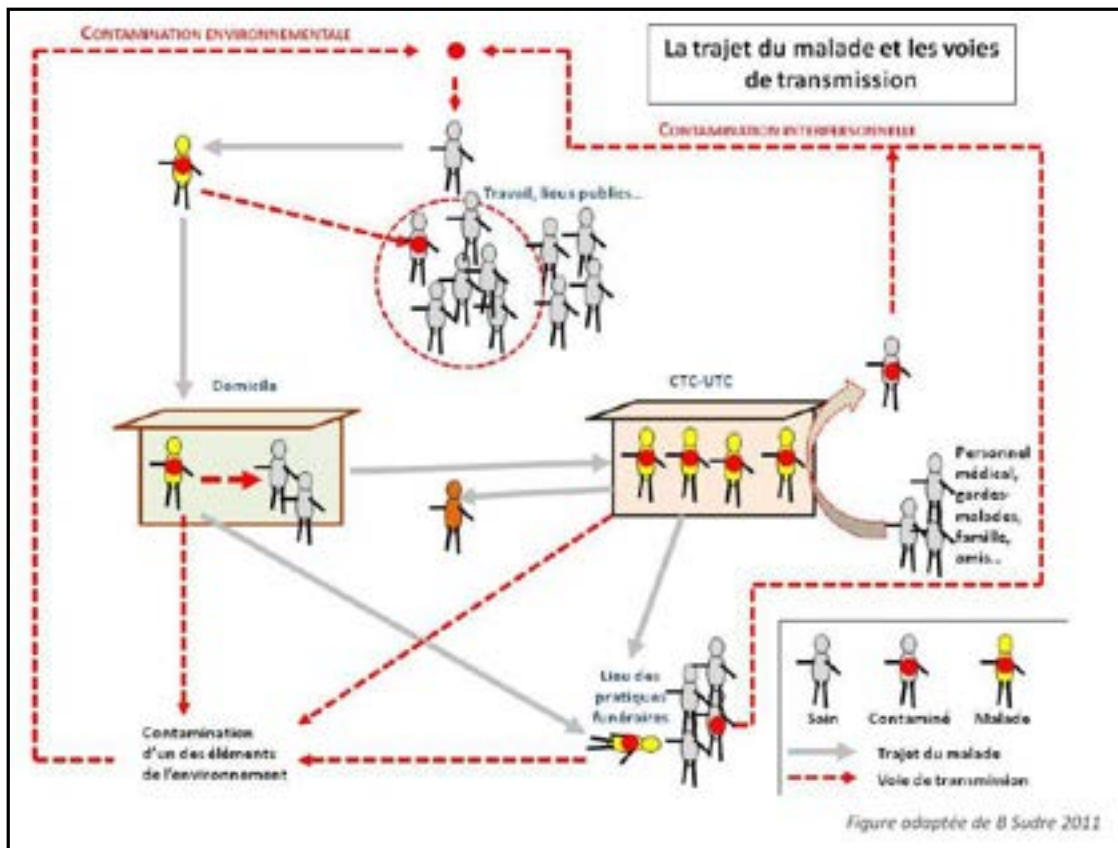 CONTAMINATION ENVIRONNEMENTALE
La trajet du malade et les voies
de transmission
CONTAMINATION INTERPERSONNELLE
Travail, lieux publics...
Domicile
CTC-UTC
Personnel
médical,
gardes-
malades,
famille,
amis...
Lieu des
pratiques
funéraires
Contamination
d'un des éléments
de l'environnement
Sain
Contaminé
Malade
Trajet du malade
Voie de transmission
Figure adaptée de B Sudre 2011